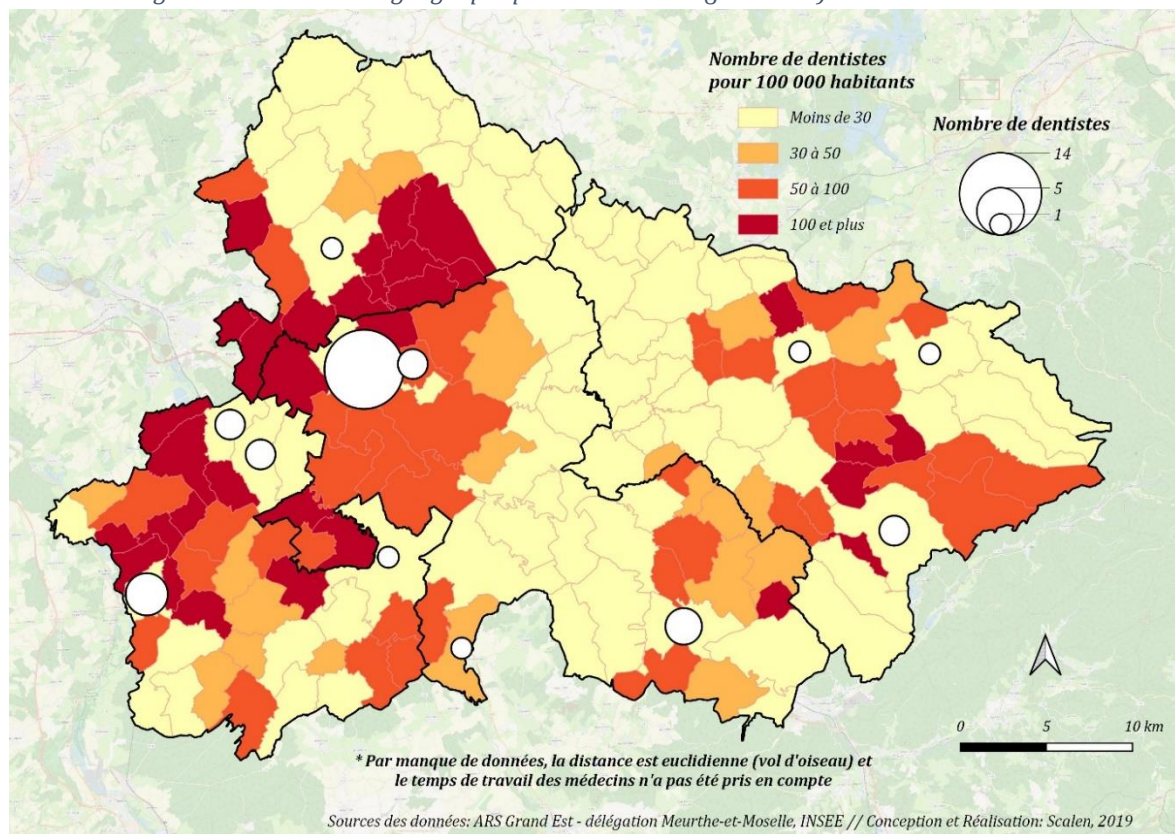 Nombre de dentistes
pour 100 000 habitants
Moins de 30
30 à 50
50 à 100
100 et plus
Nombre de dentistes
14
5
1
0 5 10 km
* Par manque de données, la distance est euclidienne (vol d'oiseau) et
le temps de travail des médecins n'a pas été pris en compte
Sources des données: ARS Grand Est - délégation Meurthe-et-Moselle, INSEE // Conception et Réalisation: Scalen, 2019